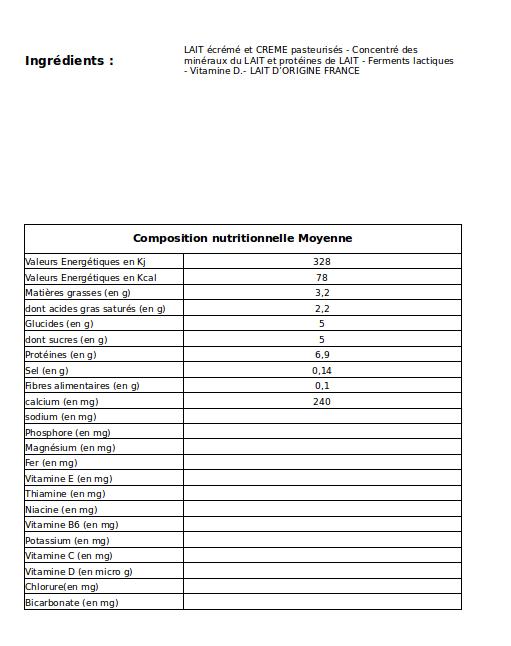 Ingrédients :
LAIT écrémé et CREME pasteurisés - Concentré des
minéraux du LAIT et protéines de LAIT - Ferments lactiques
- Vitamine D.- LAIT D'ORIGINE FRANCE
Composition nutritionnelle Moyenne
Valeurs Energétiques en Kj 328
Valeurs Energétiques en Kcal 78
Matières grasses (en g) 3,2
dont acides gras saturés (en g) 2,2
Glucides (en g) 5
dont sucres (en g) 5
Protéines (en g) 6,9
Sel (en g) 0,14
Fibres alimentaires (en g) 0,1
calcium (en mg) 240
sodium (en mg)
Phosphore (en mg)
Magnésium (en mg)
Fer (en mg)
Vitamine E (en mg)
Thiamine (en mg)
Niacine (en mg)
Vitamine B6 (en mg)
Potassium (en mg)
Vitamine C (en mg)
Vitamine D (en micro g)
Chlorure(en mg)
Bicarbonate (en mg)